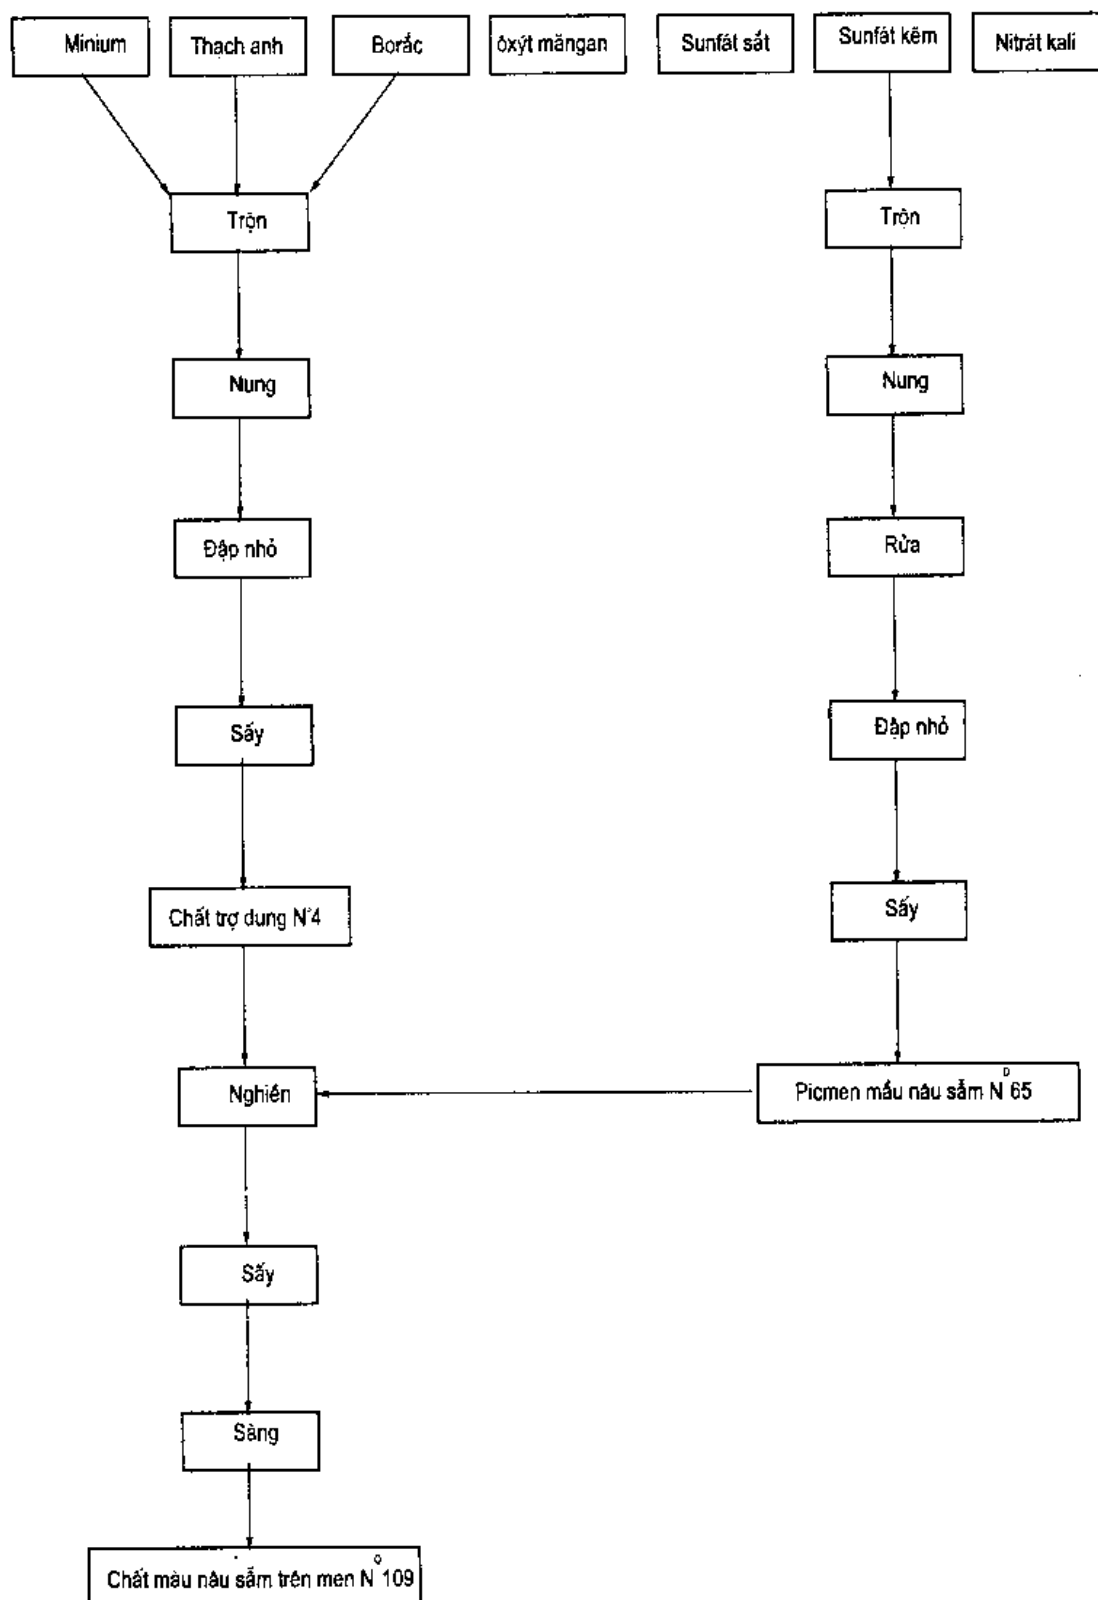 Minium
Thạch anh
Borắc
ôxýt măngan
Sunfát sắt
Sunfát kẽm
Nitrát kali
Trộn
Trộn
Nung
Nung
Đập nhỏ
Rửa
Sấy
Đập nhỏ
Chất trợ dung N°4
Sấy
Nghiền
Picmen mầu nâu sẫm N° 65
Sấy
Sàng
Chất màu nâu sẫm trên men N° 109